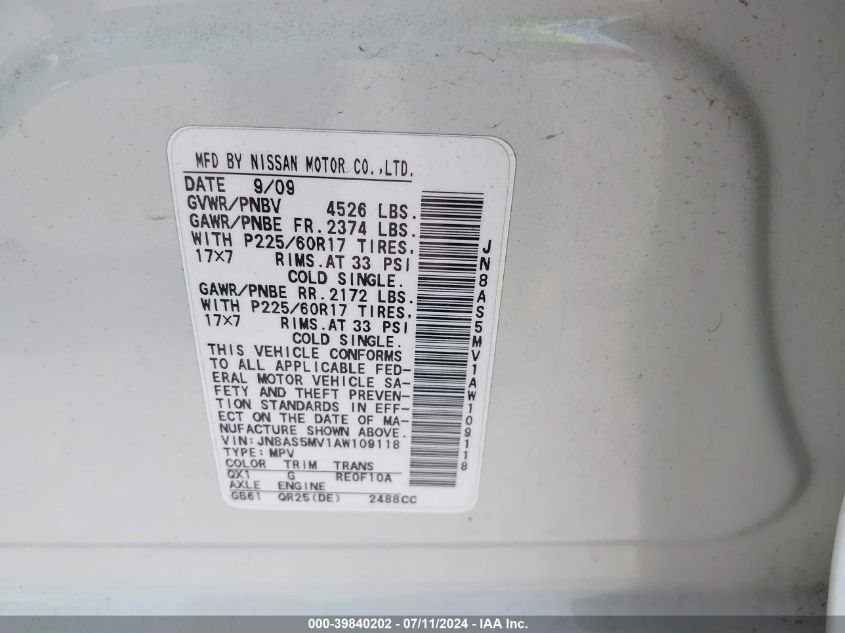 MFD BY NISSAN MOTOR CO.,LTD.
DATE 9/09
GVWR/PNBV 4526 LBS.
GAWR/PNBE FR. 2374 LBS.
WITH P225/60R17 TIRES,
17X7 RIMS.AT 33 PSI
COLD SINGLE.
GAWR/PNBE RR. 2172 LBS.
WITH P225/60R17 TIRES,
17X7 RIMS.AT 33 PSI
COLD SINGLE.
THIS VEHICLE CONFORMS
TO ALL APPLICABLE FED-
ERAL MOTOR VEHICLE SA-
FETY AND THEFT PREVEN-
TION STANDARDS IN EFF-
ECT ON THE DATE OF MA-
NUFACTURE SHOWN ABOVE.
VIN: JN8AS5MV1AW109118
TYPE: MPV
COLOR TRIM TRANS
QX1 G RE0F10A
AXLE ENGINE
GB61 QR25(DE) 2488CC
JN8AS5MV1AW109118
000-39840202 - 07/11/2024 - IAA Inc.